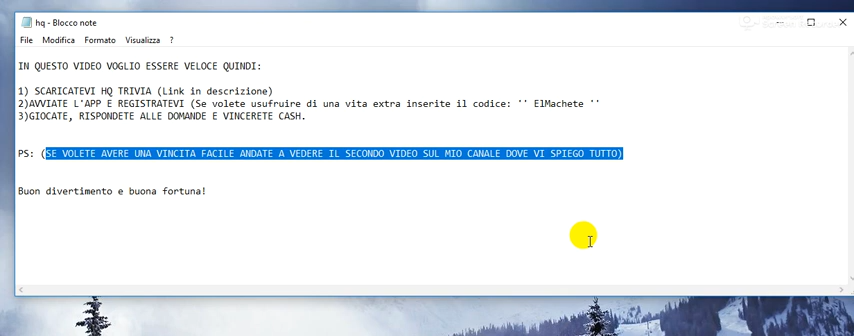 hq - Blocco note
File Modifica Formato Visualizza ?
IN QUESTO VIDEO VOGLIO ESSERE VELOCE QUINDI:
1) SCARICATEVI HQ TRIVIA (Link in descrizione)
2)AVVIATE L'APP E REGISTRATEVI (Se volete usufruire di una vita extra inserite il codice: '' ElMachete ''
3)GIOCATE, RISPONDETE ALLE DOMANDE E VINCERETE CASH.
PS: (SE VOLETE AVERE UNA VINCITA FACILE ANDATE A VEDERE IL SECONDO VIDEO SUL MIO CANALE DOVE VI SPIEGO TUTTO)
Buon divertimento e buona fortuna!